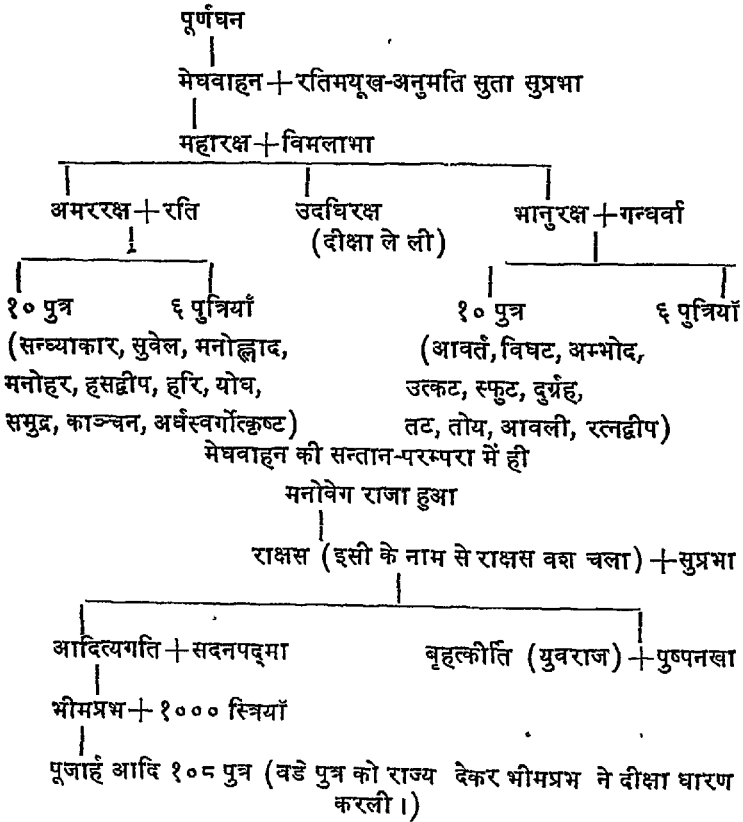 पूर्णघन
मेघवाहन+रतिमयूख-अनुमति सुता सुप्रभा
महारक्ष+विमलाभा
अमररक्ष+रति उदधिरक्ष भानुरक्ष+गन्धर्वा
(दीक्षा ले ली)
१० पुत्र ६ पुत्रियाँ १० पुत्र ६ पुत्रियाँ
(सन्ध्याकार, सुवेल, मनोह्लाद, (आवर्त, विघट, अम्भोद,
मनोहर, हसद्वीप, हरि, योध, उत्कट, स्फुट, दुर्ग्रह,
समुद्र, काञ्चन, अर्धस्वर्गोत्कृष्ट) तट, तोय, आवली, रत्नद्वीप)
मेघवाहन की सन्तान-परम्परा में ही
मनोवेग राजा हुआ
राक्षस (इसी के नाम से राक्षस वश चला)+सुप्रभा
आदित्यगति+सदनपद्मा बृहत्कीर्ति (युवराज)+पुष्पनखा
भीमप्रभ+१००० स्त्रियाँ
पूजार्ह आदि १०८ पुत्र (वडे पुत्र को राज्य देकर भीमप्रभ ने दीक्षा धारण
करली।)